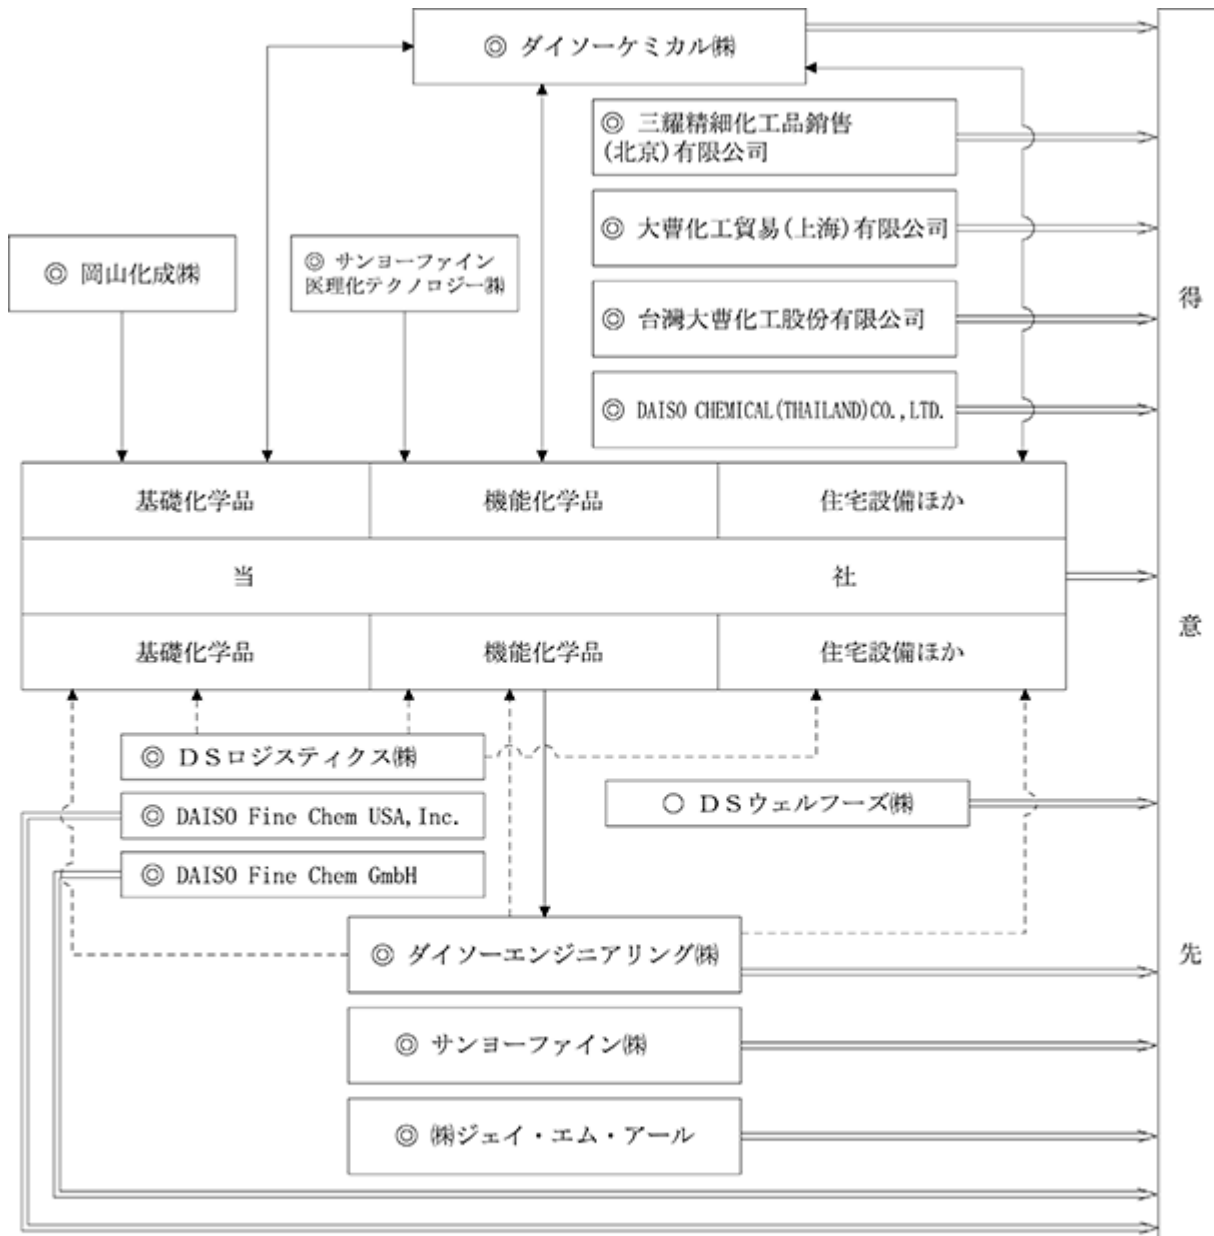 ◎ ダイソーケミカル㈱
◎ 三耀精細化工品銷售
(北京)有限公司
◎ 大曹化工貿易(上海)有限公司
◎ 岡山化成㈱
◎ サンヨーファイン
医理化テクノロジー㈱
◎ 台灣大曹化工股份有限公司
◎ DAISO CHEMICAL(THAILAND)CO.,LTD.
基礎化学品
機能化学品
住宅設備ほか
当社
基礎化学品
機能化学品
住宅設備ほか
◎ DSロジスティクス㈱
◎ DAISO Fine Chem USA,Inc.
◎ DAISO Fine Chem GmbH
○ DSウェルフーズ㈱
◎ ダイソーエンジニアリング㈱
◎ サンヨーファイン㈱
◎ ㈱ジェイ・エム・アール
得意先